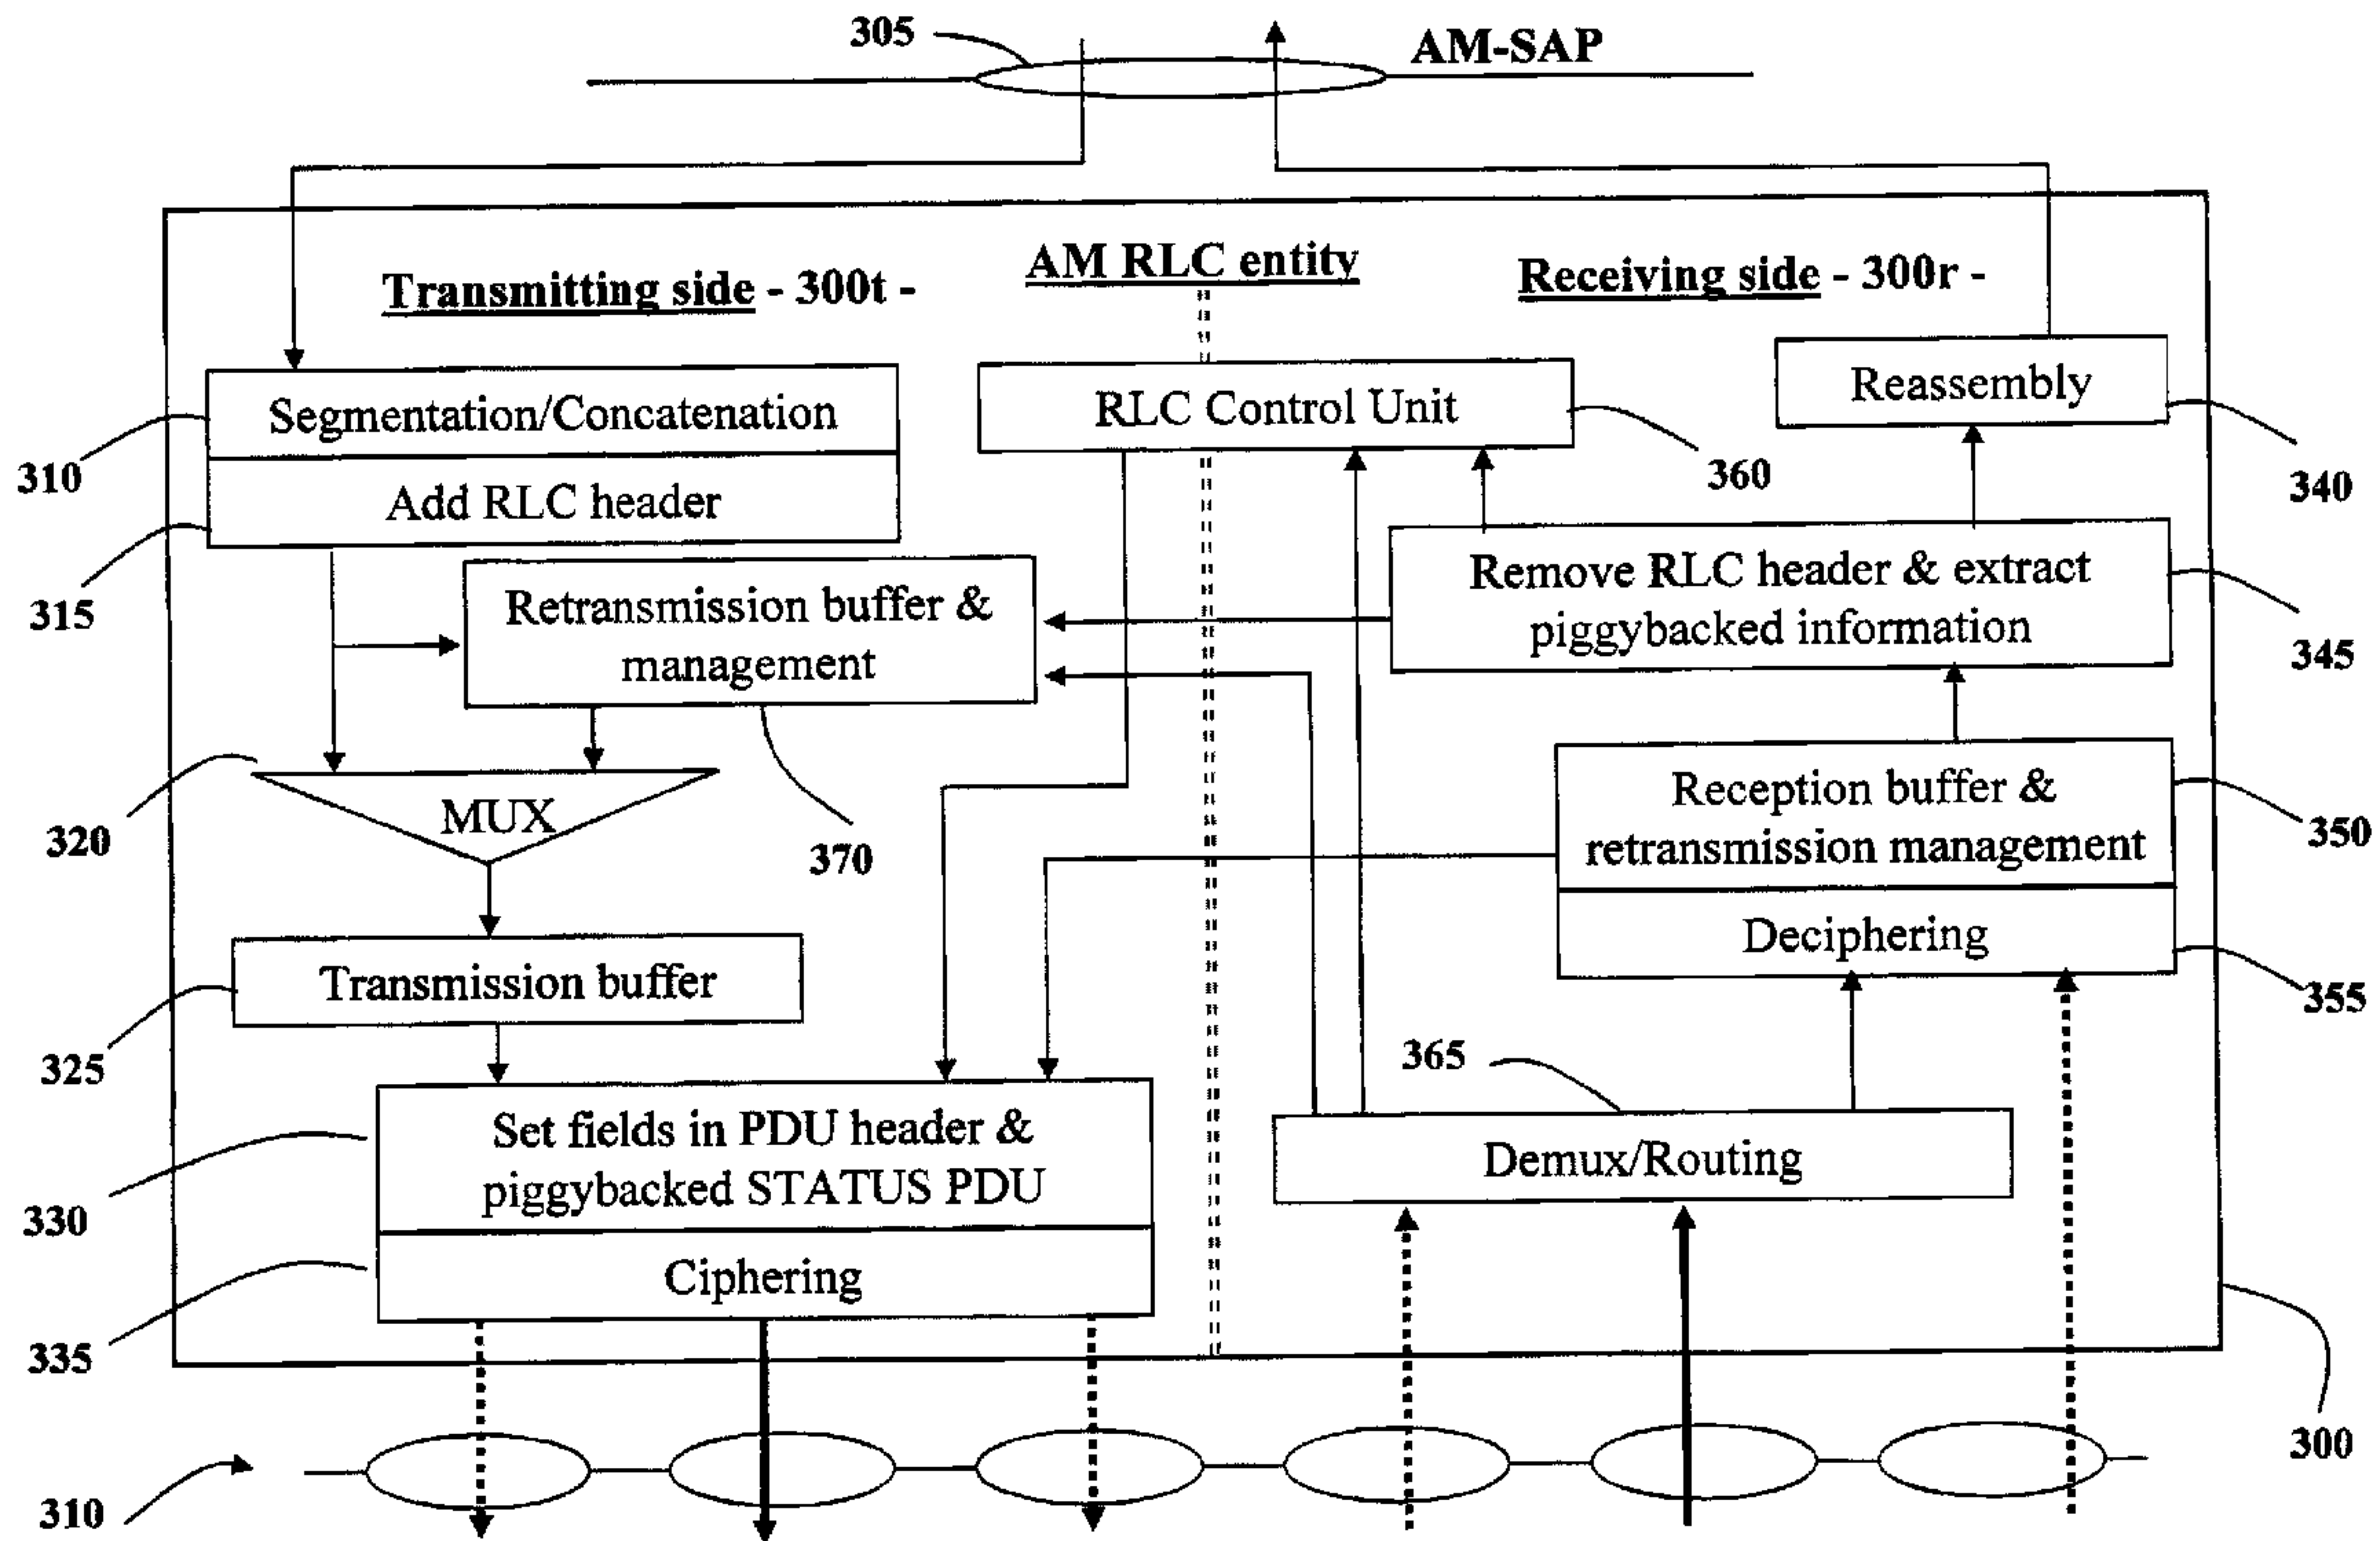 305
AM-SAP
AM RLC entity
Transmitting side - 300t -
Receiving side - 300r -
Segmentation/Concatenation
RLC Control Unit
Reassembly
310
360
340
Add RLC header
315
Retransmission buffer &
management
Remove RLC header & extract
piggybacked information
345
320
MUX
370
Reception buffer &
retransmission management
350
Deciphering
355
Transmission buffer
325
365
Set fields in PDU header &
piggybacked STATUS PDU
Demux/Routing
330
Ciphering
335
300
310